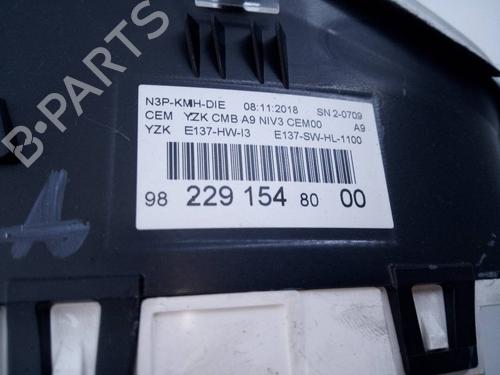 N3P-KMH-DIE 08:11:2018 SN 2-0709
CEM YZK CMB A9 NIV3 CEM00 A9
YZK E137-HW-I3 E137-SW-HL-1100
98 229 154 80 00
B-PARTS